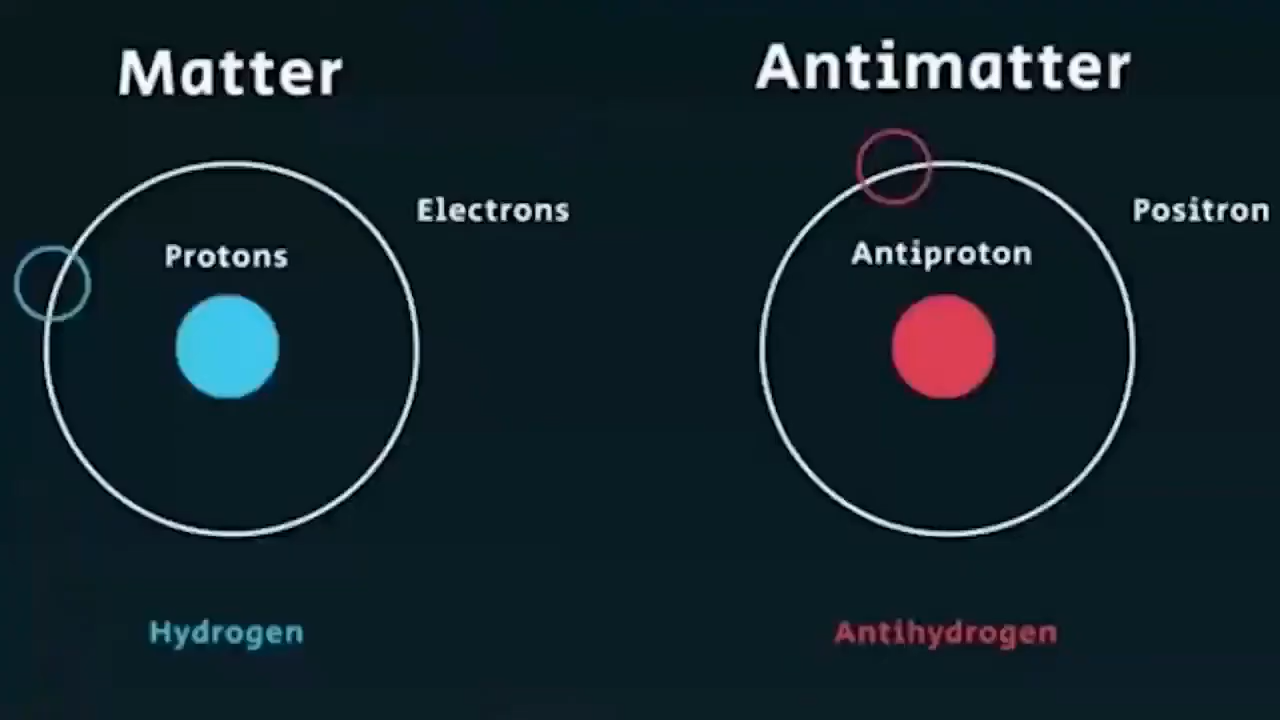 Matter
Antimatter
Electrons
Positron
Protons
Antiproton
Hydrogen
Antihydrogen